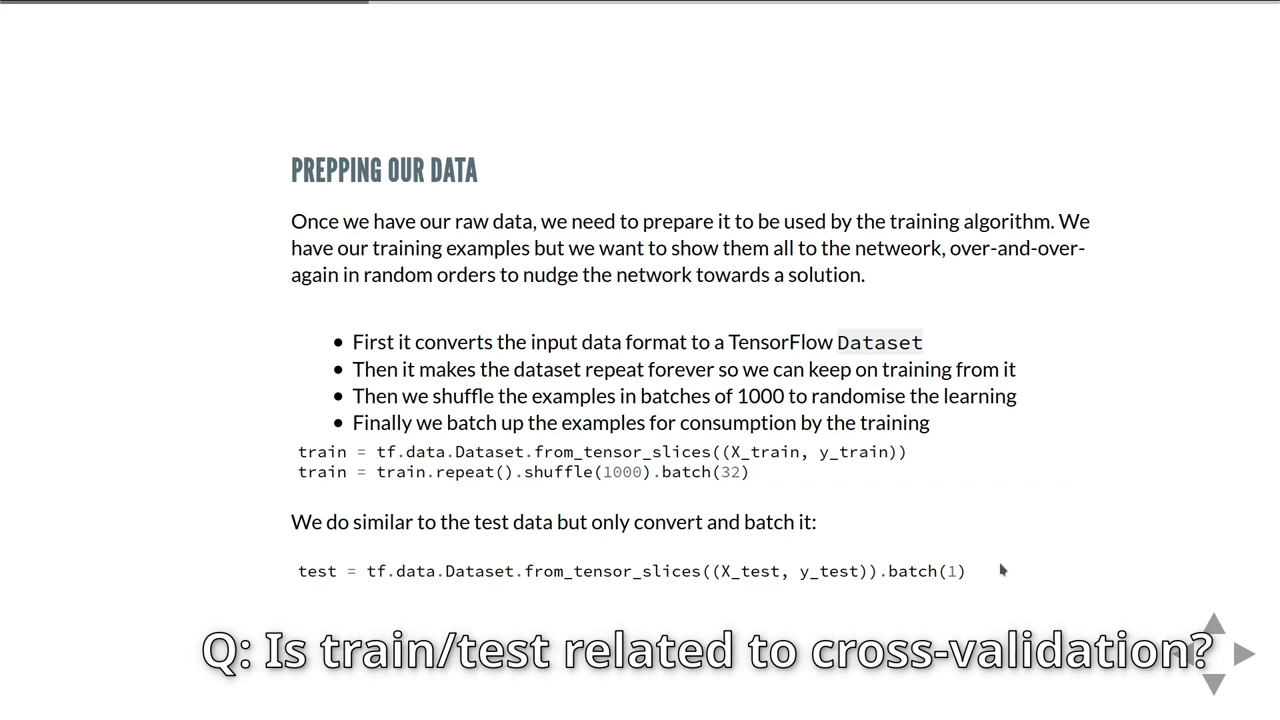 PREPPING OUR DATA
Once we have our raw data, we need to prepare it to be used by the training algorithm. We
have our training examples but we want to show them all to the netweork, over-and-over-
again in random orders to nudge the network towards a solution.
First it converts the input data format to a TensorFlow Dataset
Then it makes the dataset repeat forever so we can keep on training from it
Then we shuffle the examples in batches of 1000 to randomise the learning
Finally we batch up the examples for consumption by the training
train = tf.data.Dataset.from_tensor_slices((X_train, y_train))
train = train.repeat().shuffle(1000).batch(32)
We do similar to the test data but only convert and batch it:
test = tf.data.Dataset.from_tensor_slices((X_test, y_test)).batch(1)
Q: Is train/test related to cross-validation?